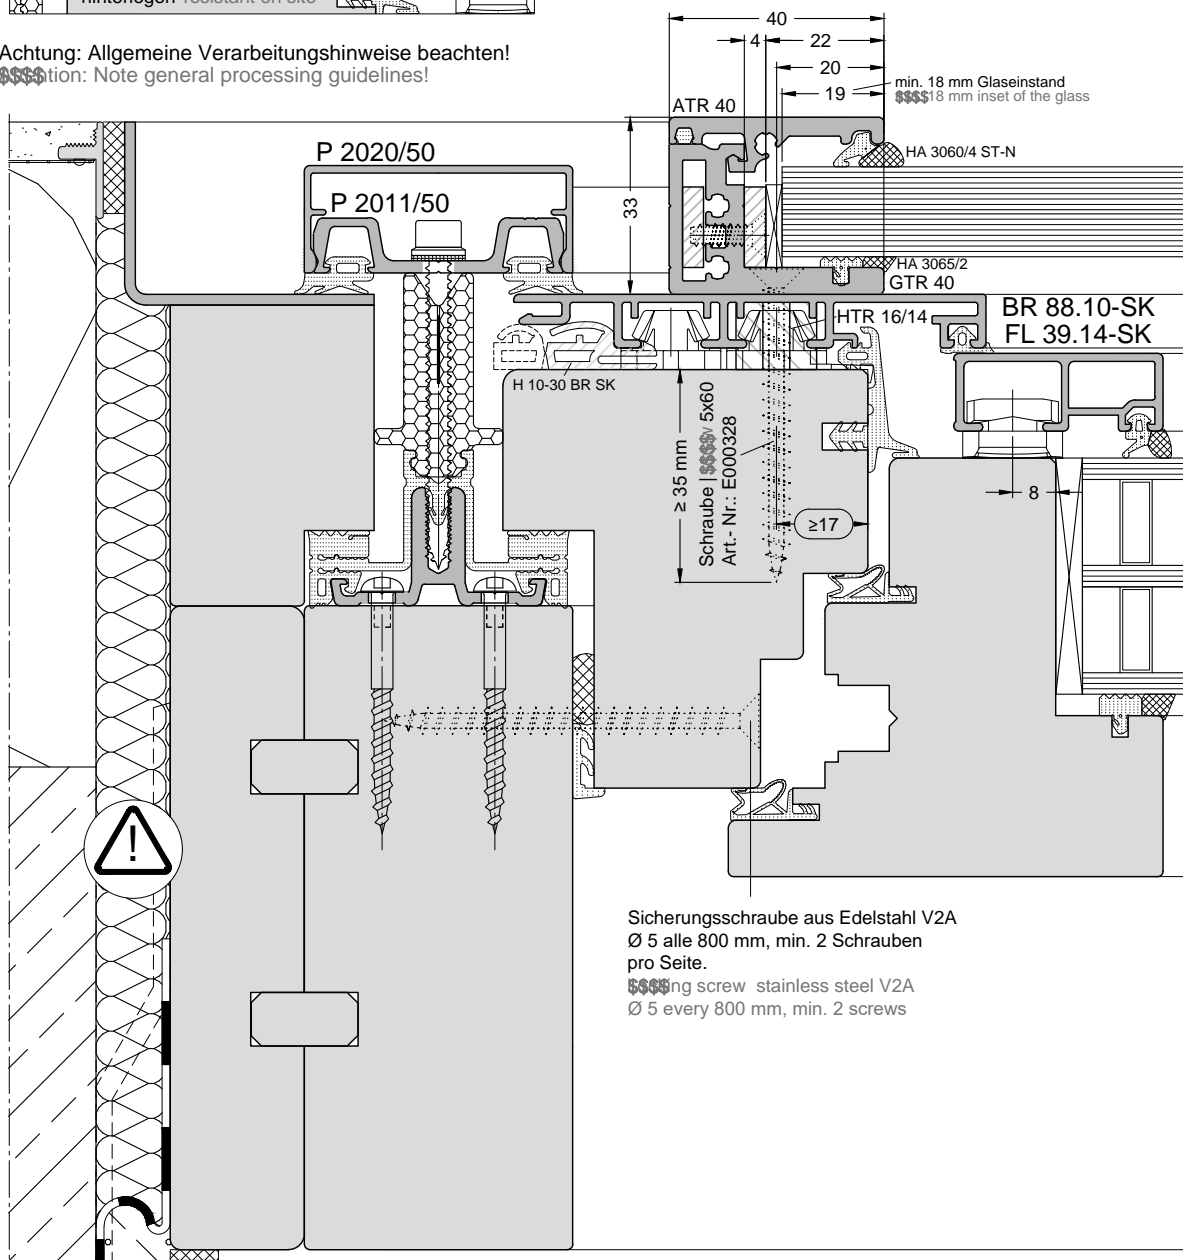 hinterlegen resistant on site
Achtung: Allgemeine Verarbeitungshinweise beachten!
$$$$tion: Note general processing guidelines!
40
4
22
20
19
min. 18 mm Glaseinstand
$$$$18 mm inset of the glass
ATR 40
HA 3060/4 ST-N
P 2020/50
P 2011/50
33
HA 3065/2
GTR 40
BR 88.10-SK
FL 39.14-SK
HTR 16/14
H 10-30 BR SK
≥ 35 mm
Schraube | $$$$v 5x60
Art.- Nr.: E000328
≥17
8
!
Sicherungsschraube aus Edelstahl V2A
Ø 5 alle 800 mm, min. 2 Schrauben
pro Seite.
$$$$ng screw stainless steel V2A
Ø 5 every 800 mm, min. 2 screws